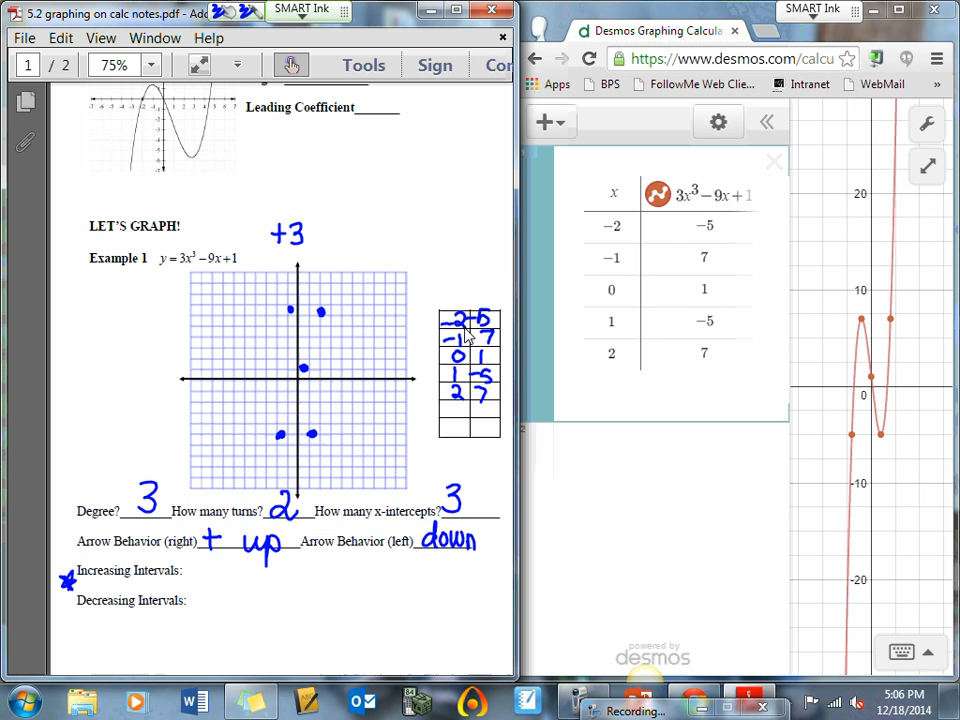 5.2 graphing on calc notes.pdf - Ado
SMART Ink
File Edit View Window Help
1 / 2 75% Tools Sign Co
Leading Coefficient______
LET'S GRAPH!
+3
Example 1 y = 3x³ − 9x + 1
-2 -5
-1 7
0 1
1 -5
2 7
Degree? 3 How many turns? 2 How many x-intercepts? 3
Arrow Behavior (right) + up Arrow Behavior (left) down
Increasing Intervals:
Decreasing Intervals:
SMART Ink
Desmos Graphing Calcula
https://www.desmos.com/calcu
Apps BPS FollowMe Web Clien Intranet WebMail »
x 3x³ − 9x + 1
−2 −5
−1 7
0 1
1 −5
2 7
20
10
0
-10
-20
powered by
desmos
Recording...
5:06 PM
12/18/2014